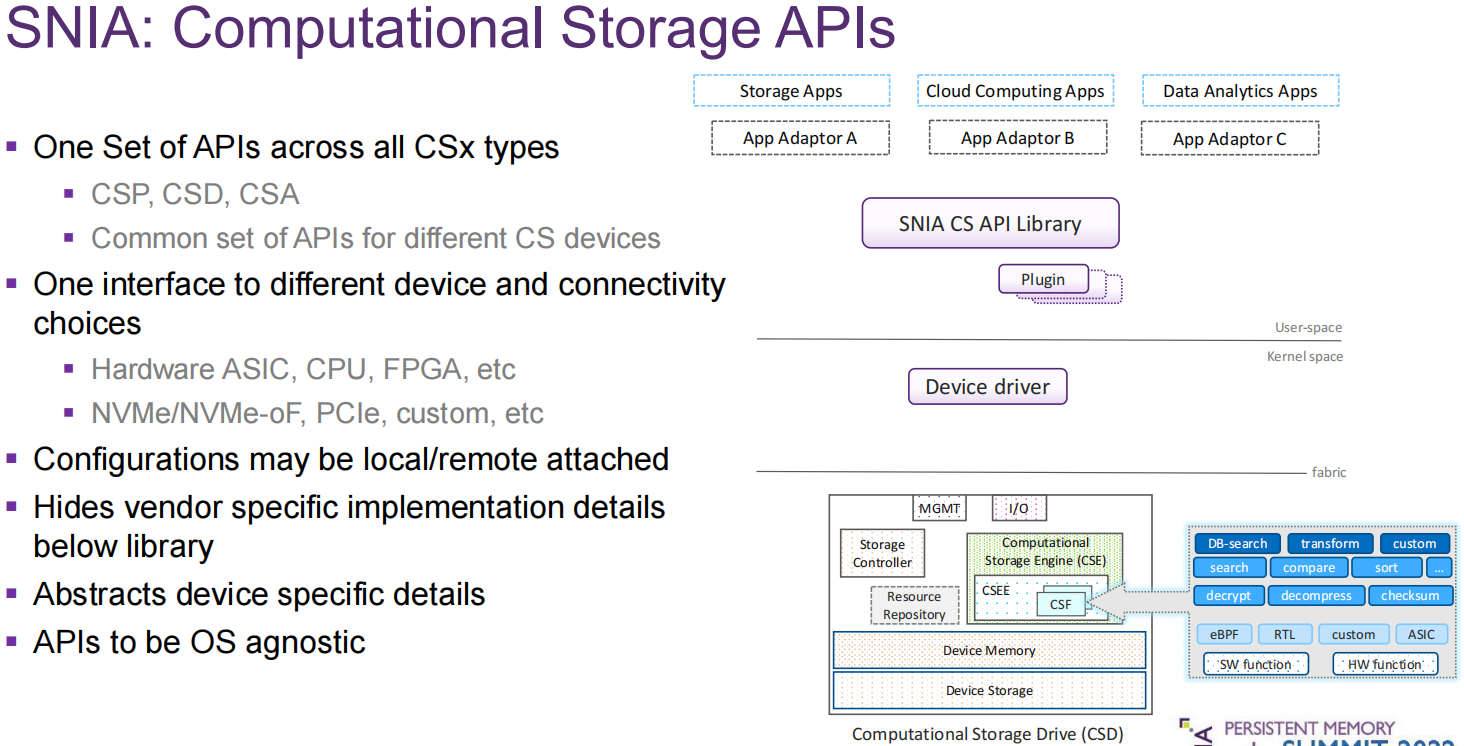 SNIA: Computational Storage APIs
One Set of APIs across all CSx types
CSP, CSD, CSA
Common set of APIs for different CS devices
One interface to different device and connectivity
choices
Hardware ASIC, CPU, FPGA, etc
NVMe/NVMe-oF, PCIe, custom, etc
Configurations may be local/remote attached
Hides vendor specific implementation details
below library
Abstracts device specific details
APIs to be OS agnostic
Storage Apps
Cloud Computing Apps
Data Analytics Apps
App Adaptor A
App Adaptor B
App Adaptor C
SNIA CS API Library
Plugin
User-space
Kernel space
Device driver
fabric
MGMT
I/O
Storage
Controller
Computational
Storage Engine (CSE)
CSEE
CSF
Resource
Repository
Device Memory
Device Storage
Computational Storage Drive (CSD)
DB-search
transform
custom
search
compare
sort
...
decrypt
decompress
checksum
eBPF
RTL
custom
ASIC
SW function
HW function
PERSISTENT MEMORY
SUMMIT 2022